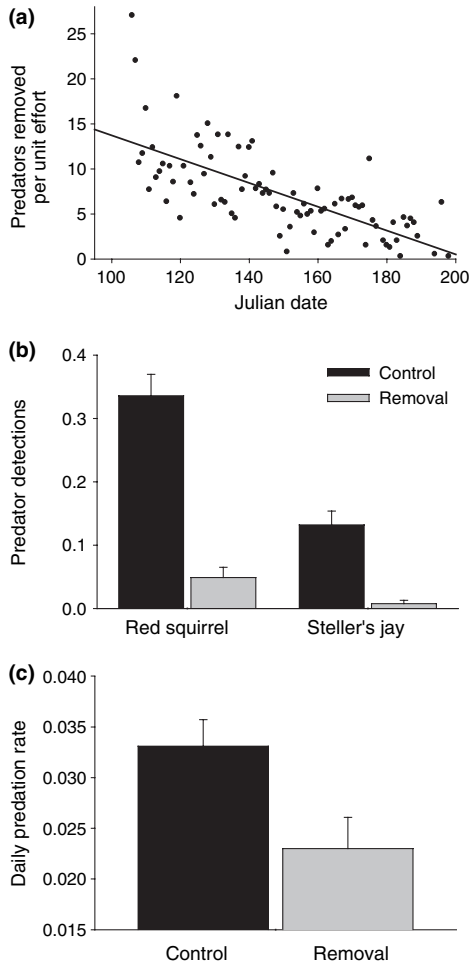 (a)
25
20
15
10
5
0
Predators removed
per unit effort
100 120 140 160 180 200
Julian date
(b)
0.4
0.3
0.2
0.1
0.0
Predator detections
Control
Removal
Red squirrel Steller's jay
(c)
0.040
0.035
0.030
0.025
0.020
0.015
Daily predation rate
Control Removal